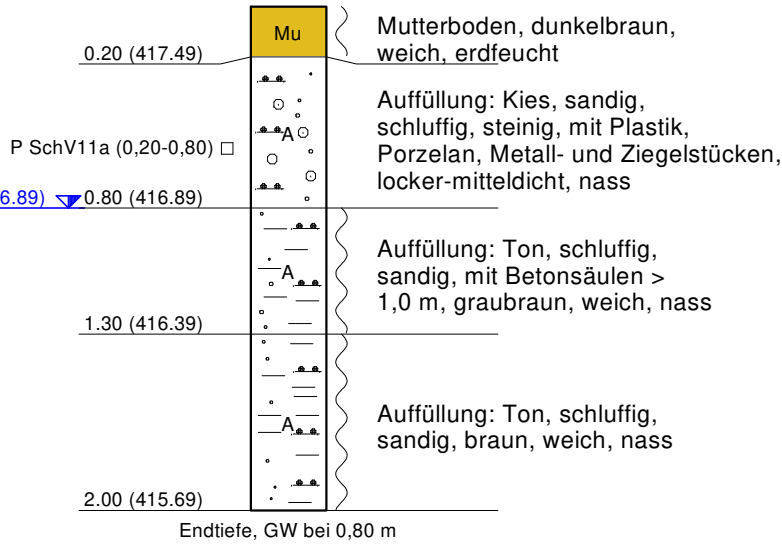 Mu
Mutterboden, dunkelbraun,
weich, erdfeucht
0.20 (417.49)
Auffüllung: Kies, sandig,
schluffig, steinig, mit Plastik,
Porzelan, Metall- und Ziegelstücken,
locker-mitteldicht, nass
A
P SchV11a (0,20-0,80)
6.89)
0.80 (416.89)
Auffüllung: Ton, schluffig,
sandig, mit Betonsäulen >
1,0 m, graubraun, weich, nass
A
1.30 (416.39)
Auffüllung: Ton, schluffig,
sandig, braun, weich, nass
A
2.00 (415.69)
Endtiefe, GW bei 0,80 m